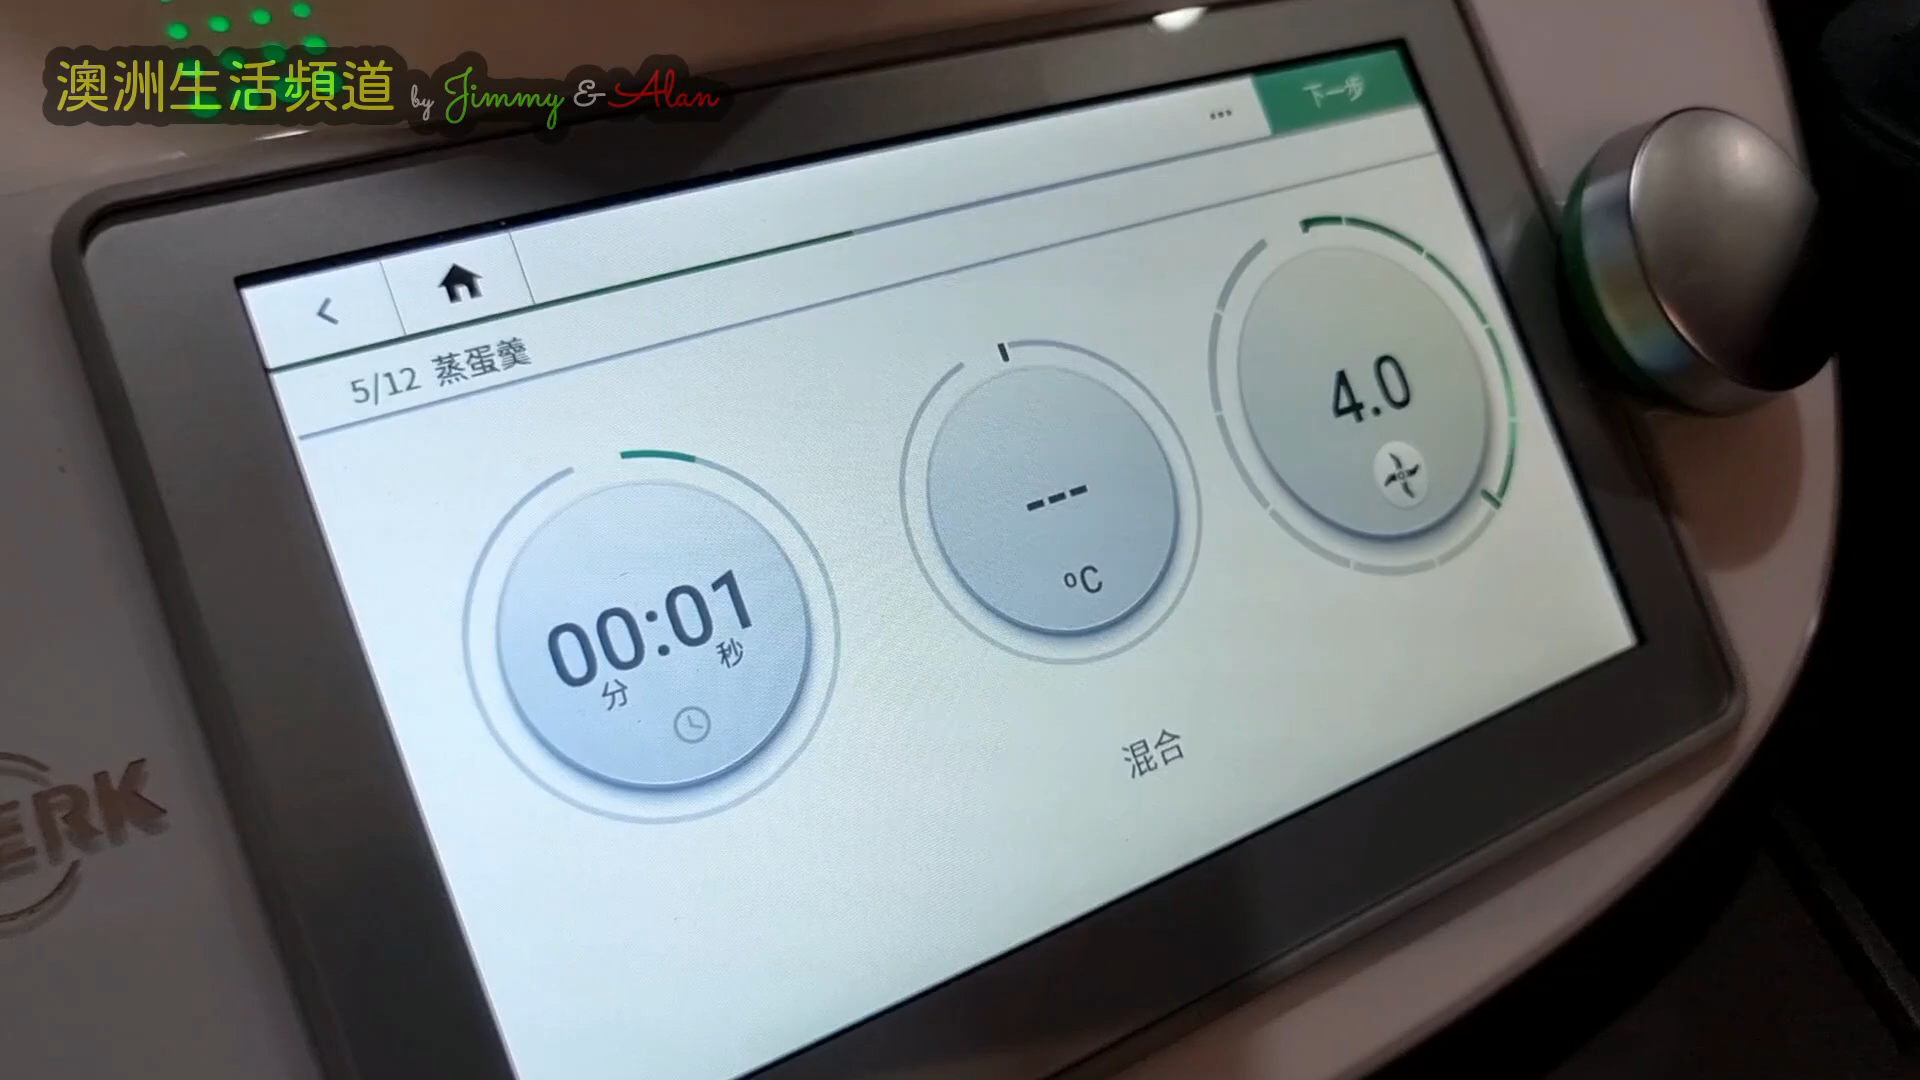 澳洲生活頻道 by Jimmy & Alan
... 下一步
5/12 蒸蛋羹
00:01
分 秒
---
°C
4.0
混合
ERK